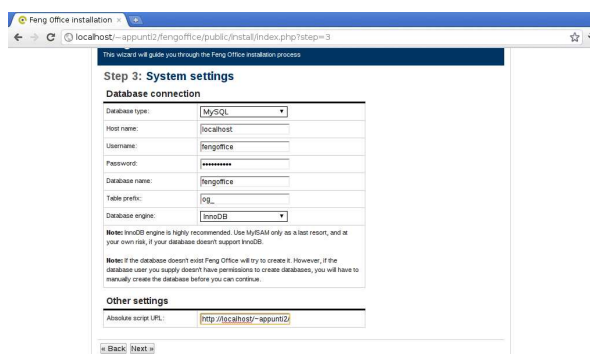 Feng Office installation
localhost/~appunti2/fengoffice/public/install/index.php?step=3
This wizard will guide you through the Feng Office installation process
Step 3: System settings
Database connection
Database type: MySQL
Host name: localhost
Username: fengoffice
Password: ••••••••••
Database name: fengoffice
Table prefix: og_
Database engine: InnoDB
Note: InnoDB engine is highly recommended. Use MyISAM only as a last resort, and at
your own risk, if your database doesn't support InnoDB.
Note: If the database doesn't exist Feng Office will try to create it. However, if the
database user you supply doesn't have permissions to create databases, you will have to
manually create the database before you can continue.
Other settings
Absolute script URL: http://localhost/~appunti2/
« Back Next »